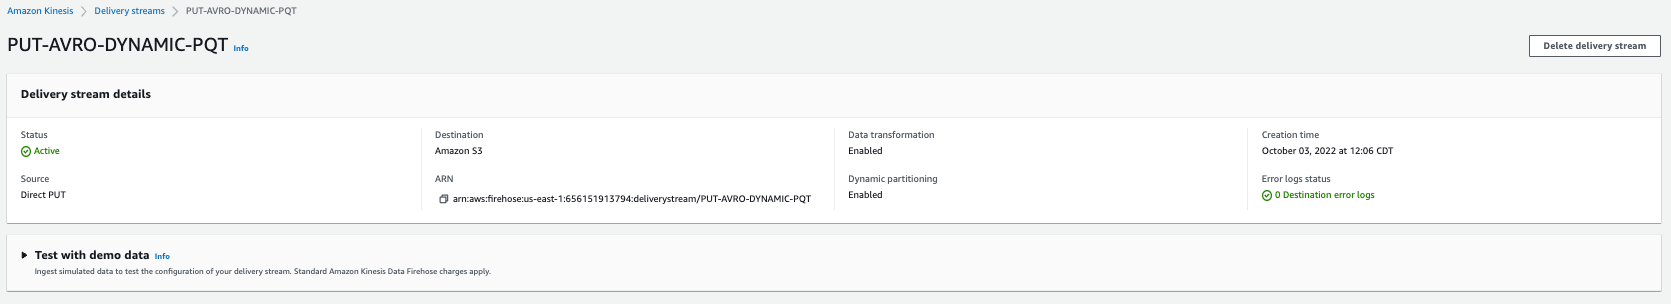 Amazon Kinesis > Delivery streams > PUT-AVRO-DYNAMIC-PQT
PUT-AVRO-DYNAMIC-PQT Info
Delete delivery stream
Delivery stream details
Status
Active
Source
Direct PUT
Destination
Amazon S3
ARN
arn:aws:firehose:us-east-1:656151913794:deliverystream/PUT-AVRO-DYNAMIC-PQT
Data transformation
Enabled
Dynamic partitioning
Enabled
Creation time
October 03, 2022 at 12:06 CDT
Error logs status
0 Destination error logs
Test with demo data Info
Ingest simulated data to test the configuration of your delivery stream. Standard Amazon Kinesis Data Firehose charges apply.